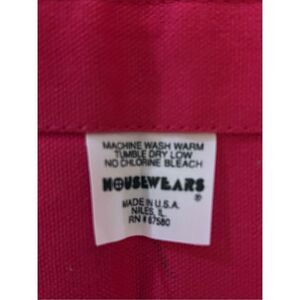 MACHINE WASH WARM
TUMBLE DRY LOW
NO CHLORINE BLEACH
HOUSEWEARS®
MADE IN U.S.A.
NILES, IL.
RN # 67580